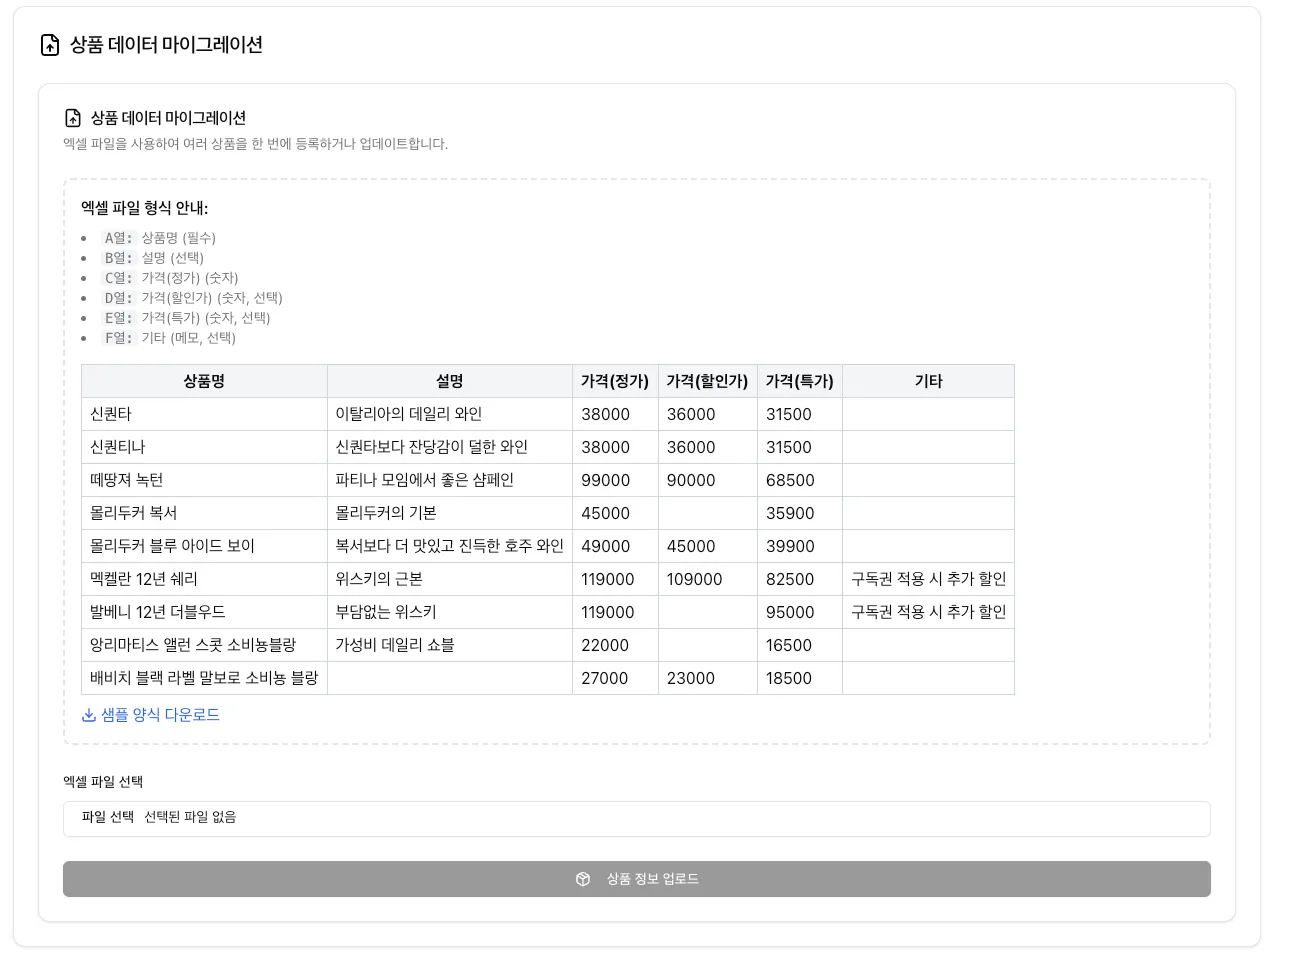 상품 데이터 마이그레이션
상품 데이터 마이그레이션
엑셀 파일을 사용하여 여러 상품을 한 번에 등록하거나 업데이트합니다.
엑셀 파일 형식 안내:
A열: 상품명 (필수)
B열: 설명 (선택)
C열: 가격(정가) (숫자)
D열: 가격(할인가) (숫자, 선택)
E열: 가격(특가) (숫자, 선택)
F열: 기타 (메모, 선택)
상품명 설명 가격(정가) 가격(할인가) 가격(특가) 기타
신퀀타 이탈리아의 데일리 와인 38000 36000 31500
신퀀티나 신퀀타보다 잔당감이 덜한 와인 38000 36000 31500
떼땅져 녹턴 파티나 모임에서 좋은 샴페인 99000 90000 68500
몰리두커 복서 몰리두커의 기본 45000 35900
몰리두커 블루 아이드 보이 복서보다 더 맛있고 진득한 호주 와인 49000 45000 39900
멕켈란 12년 쉐리 위스키의 근본 119000 109000 82500 구독권 적용 시 추가 할인
발베니 12년 더블우드 부담없는 위스키 119000 95000 구독권 적용 시 추가 할인
앙리마티스 앨런 스콧 소비뇽블랑 가성비 데일리 쇼블 22000 16500
배비치 블랙 라벨 말보로 소비뇽 블랑 27000 23000 18500
샘플 양식 다운로드
엑셀 파일 선택
파일 선택 선택된 파일 없음
상품 정보 업로드